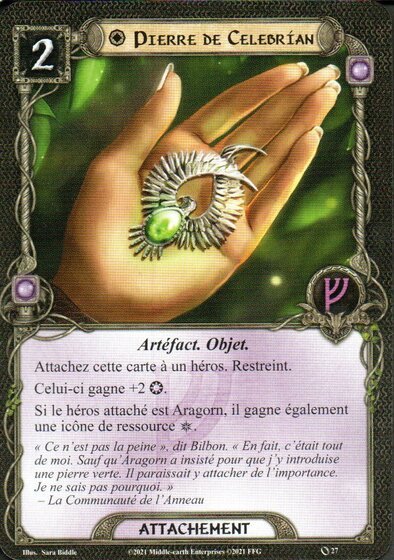 2
Pierre de Celebrían
Artéfact. Objet.
Attachez cette carte à un héros. Restreint.
Celui-ci gagne +2 .
Si le héros attaché est Aragorn, il gagne également
une icône de ressource .
« Ce n'est pas la peine », dit Bilbon. « En fait, c'était tout
de moi. Sauf qu'Aragorn a insisté pour que j'y introduise
une pierre verte. Il paraissait y attacher de l'importance.
Je ne sais pas pourquoi. »
– La Communauté de l'Anneau
ATTACHEMENT
Illus. Sara Biddle
©2021 Middle-earth Enterprises ©2021 FFG
27